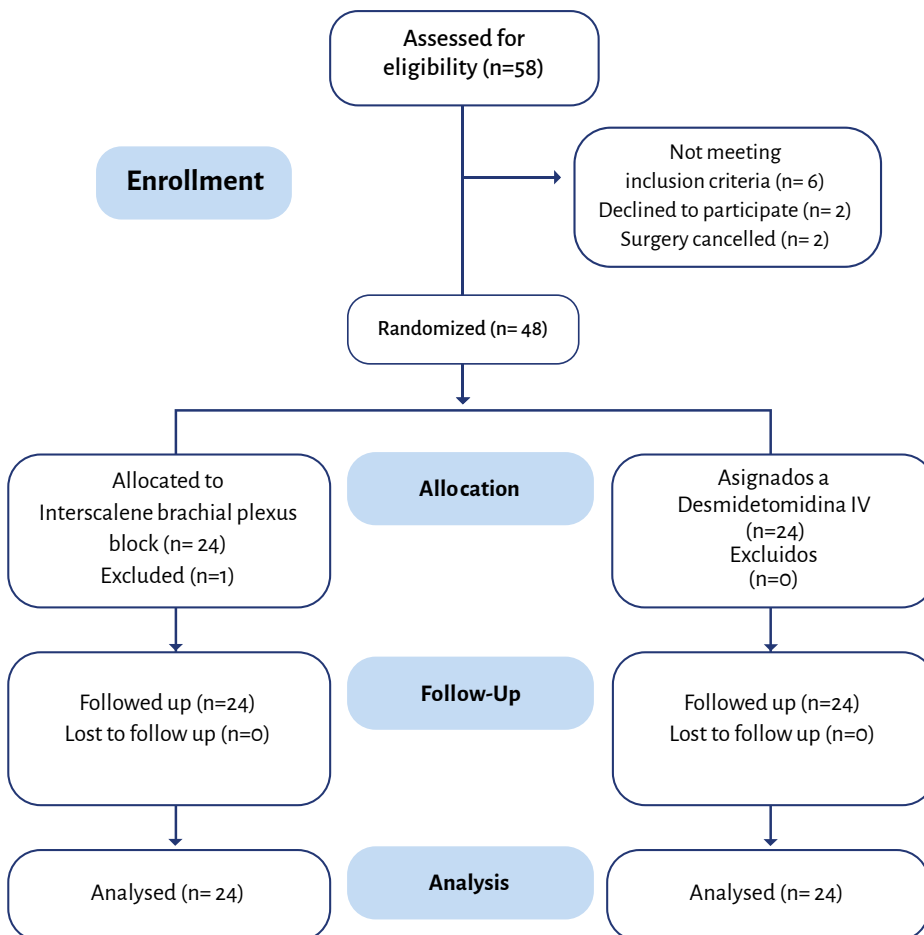 Assessed for
eligibility (n=58)
Enrollment
Not meeting
inclusion criteria (n= 6)
Declined to participate (n= 2)
Surgery cancelled (n= 2)
Randomized (n= 48)
Allocated to
Interscalene brachial plexus
block (n= 24)
Excluded (n=1)
Allocation
Asignados a
Desmidetomidina IV
(n=24)
Excluidos
(n=0)
Followed up (n=24)
Lost to follow up (n=0)
Follow-Up
Followed up (n=24)
Lost to follow up (n=0)
Analysed (n= 24)
Analysis
Analysed (n= 24)